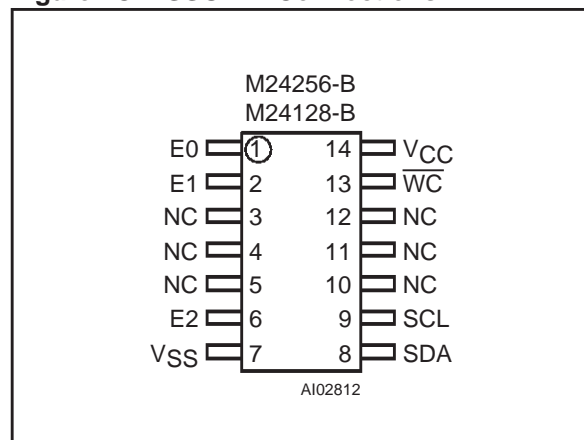 M24256-B
M24128-B
E0 1 14 VCC
E1 2 13 WC
NC 3 12 NC
NC 4 11 NC
NC 5 10 NC
E2 6 9 SCL
VSS 7 8 SDA
AI02812